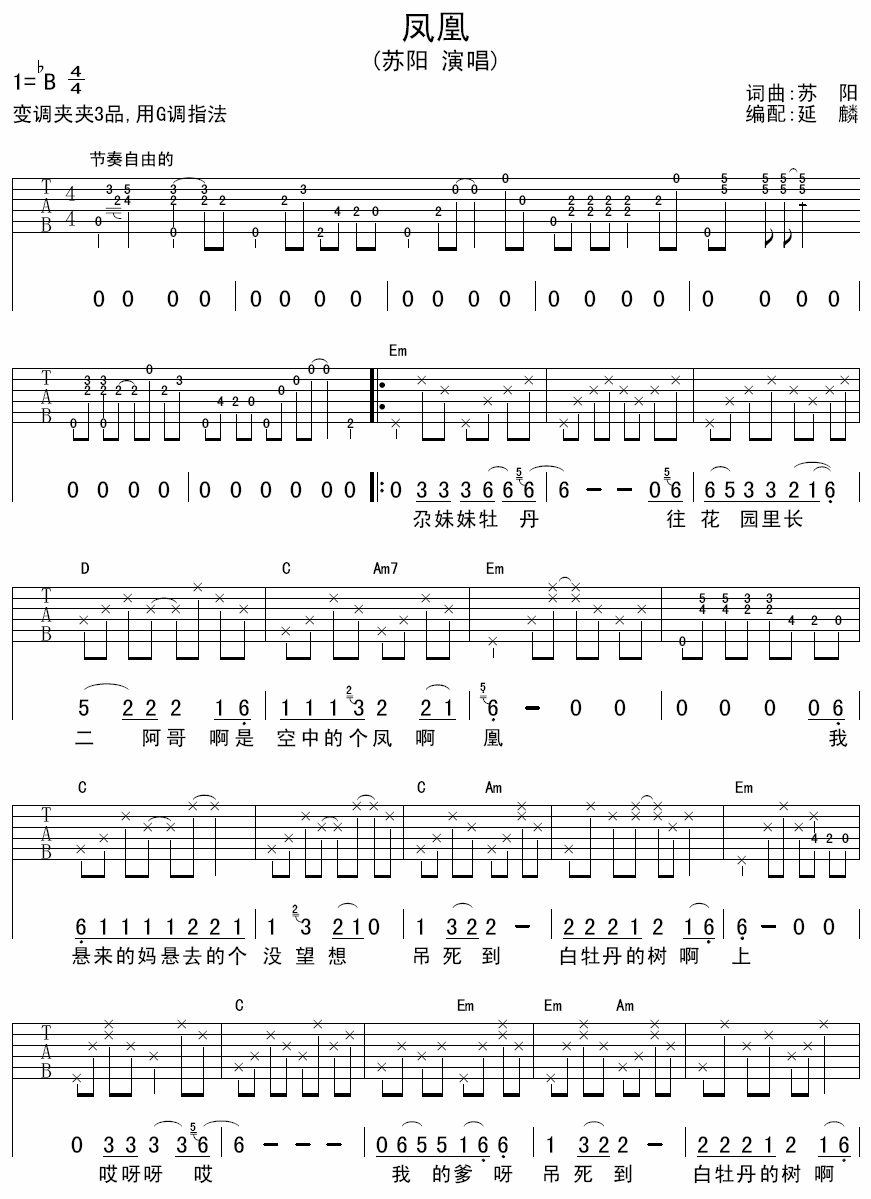 凤凰
(苏阳 演唱)
1=♭B 4/4
词曲:苏 阳
变调夹夹3品,用G调指法
编配:延 麟
节奏自由的
T A B 4 4
0 0 0 0 0 0 0 0 0 0 0 0 0 0 0 0 0 0 0 0
Em
T A B
0 0 0 0 0 0 0 0 0 0 3 3 3 6 6 6 6 - - 0 6 6 5 3 3 2 1 6
尕妹妹牡 丹 往 花 园里长
D C Am7 Em
T A B
5 2 2 2 2 1 6 1 1 1 3 2 2 1 6 - 0 0 0 0 0 0 6
二 阿哥 啊是 空中的个凤 啊 凰 我
C C Am Em
T A B
6 1 1 1 1 2 2 1 1 3 2 1 0 1 3 2 2 - 2 2 2 1 2 1 6 6 - 0 0
悬来的妈悬去的个 没 望 想 吊 死 到 白牡丹的树 啊 上
C Em Em Am
T A B
0 3 3 3 3 6 6 - - - 0 6 5 5 1 6 6 1 3 2 2 - 2 2 2 1 2 1 6
哎呀呀 哎 我 的爹 呀 吊 死 到 白牡丹的树 啊